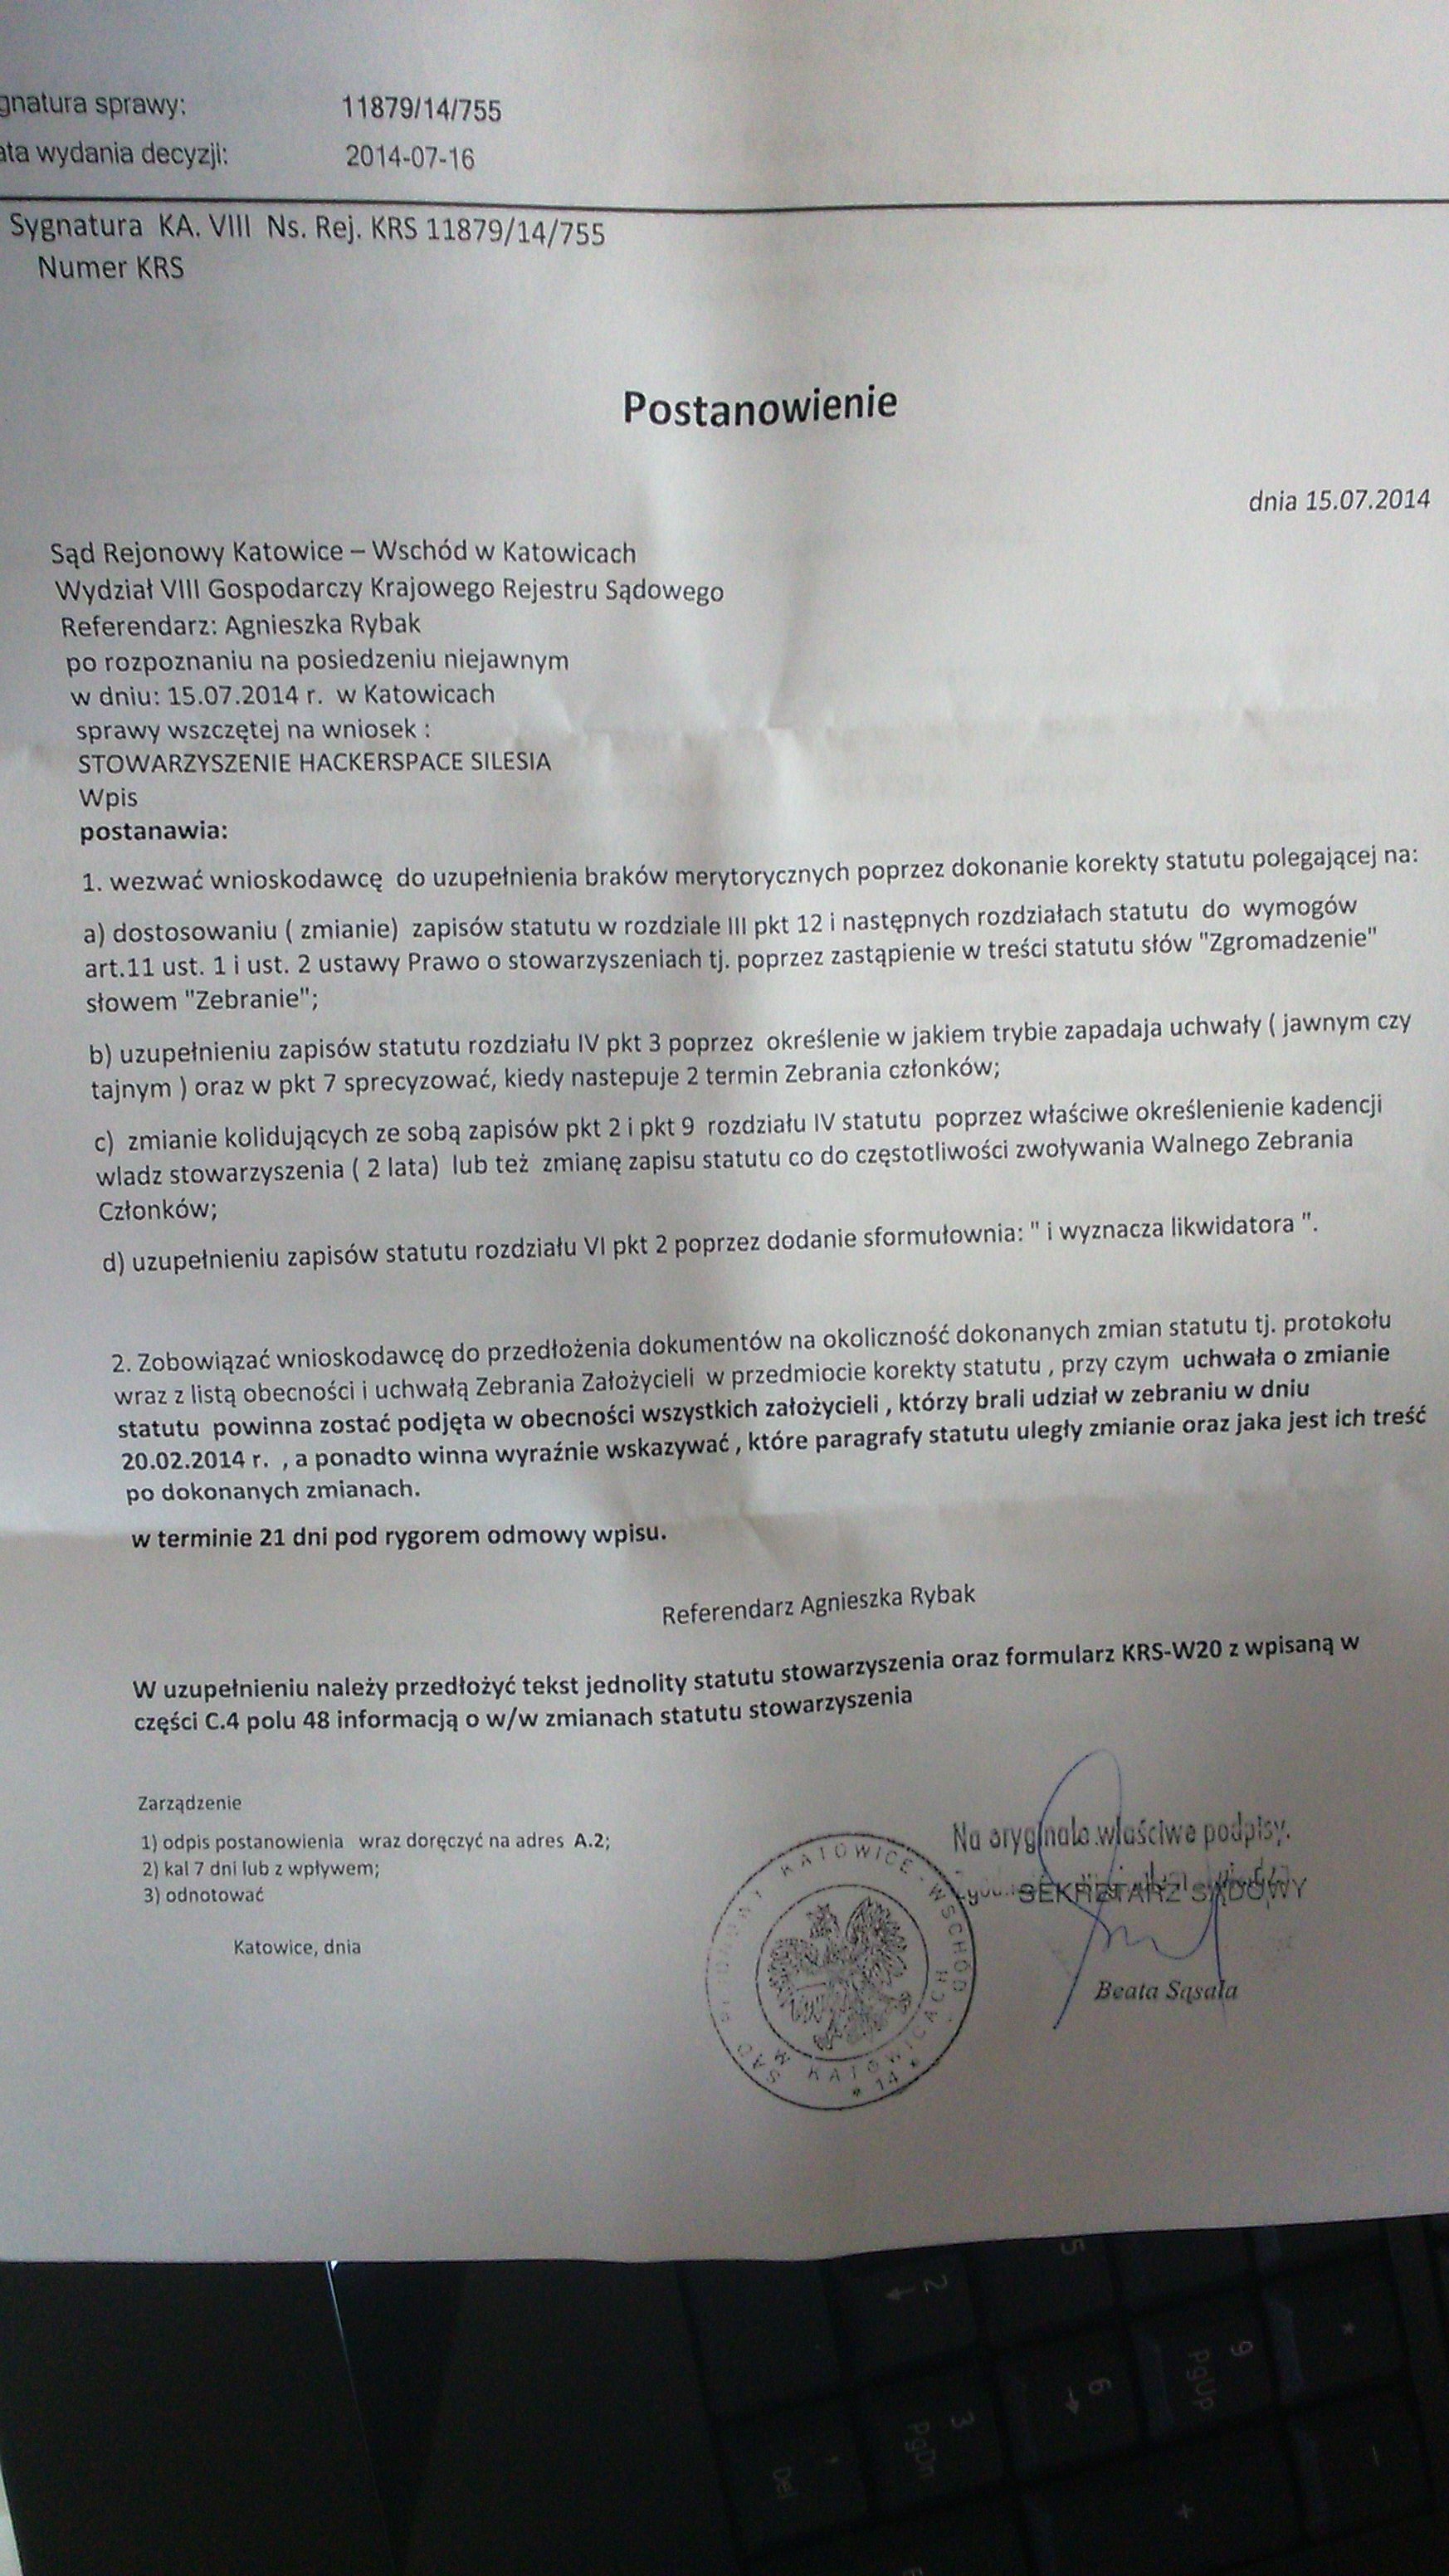 gnatura sprawy: 11879/14/755
ata wydania decyzji: 2014-07-16
Sygnatura KA. VIII Ns. Rej. KRS 11879/14/755
Numer KRS
Postanowienie
dnia 15.07.2014
Sąd Rejonowy Katowice – Wschód w Katowicach
Wydział VIII Gospodarczy Krajowego Rejestru Sądowego
Referendarz: Agnieszka Rybak
po rozpoznaniu na posiedzeniu niejawnym
w dniu: 15.07.2014 r. w Katowicach
sprawy wszczętej na wniosek :
STOWARZYSZENIE HACKERSPACE SILESIA
Wpis
postanawia:
1. wezwać wnioskodawcę do uzupełnienia braków merytorycznych poprzez dokonanie korekty statutu polegającej na:
a) dostosowaniu ( zmianie) zapisów statutu w rozdziale III pkt 12 i następnych rozdziałach statutu do wymogów
art.11 ust. 1 i ust. 2 ustawy Prawo o stowarzyszeniach tj. poprzez zastąpienie w treści statutu słów "Zgromadzenie"
słowem "Zebranie";
b) uzupełnieniu zapisów statutu rozdziału IV pkt 3 poprzez określenie w jakiem trybie zapadaja uchwały ( jawnym czy
tajnym ) oraz w pkt 7 sprecyzować, kiedy nastepuje 2 termin Zebrania członków;
c) zmianie kolidujących ze sobą zapisów pkt 2 i pkt 9 rozdziału IV statutu poprzez właściwe określenienie kadencji
wladz stowarzyszenia ( 2 lata) lub też zmianę zapisu statutu co do częstotliwości zwoływania Walnego Zebrania
Członków;
d) uzupełnieniu zapisów statutu rozdziału VI pkt 2 poprzez dodanie sformułownia: " i wyznacza likwidatora ".
2. Zobowiązać wnioskodawcę do przedłożenia dokumentów na okoliczność dokonanych zmian statutu tj. protokołu
wraz z listą obecności i uchwałą Zebrania Założycieli w przedmiocie korekty statutu , przy czym uchwała o zmianie
statutu powinna zostać podjęta w obecności wszystkich założycieli , którzy brali udział w zebraniu w dniu
20.02.2014 r. , a ponadto winna wyraźnie wskazywać , które paragrafy statutu uległy zmianie oraz jaka jest ich treść
po dokonanych zmianach.
w terminie 21 dni pod rygorem odmowy wpisu.
Referendarz Agnieszka Rybak
W uzupełnieniu należy przedłożyć tekst jednolity statutu stowarzyszenia oraz formularz KRS-W20 z wpisaną w
części C.4 polu 48 informacją o w/w zmianach statutu stowarzyszenia
Zarządzenie
1) odpis postanowienia wraz doręczyć na adres A.2;
2) kal 7 dni lub z wpływem;
3) odnotować
Katowice, dnia
Na oryginale właściwe podpisy.
SEKRETARZ SĄDOWY
Beata Sąsała
SĄD REJONOWY KATOWICE - WSCHÓD
W KATOWICACH
* 14 *
2
5
3
PgDn
6
9
PgUp
*
Del
,
+
-